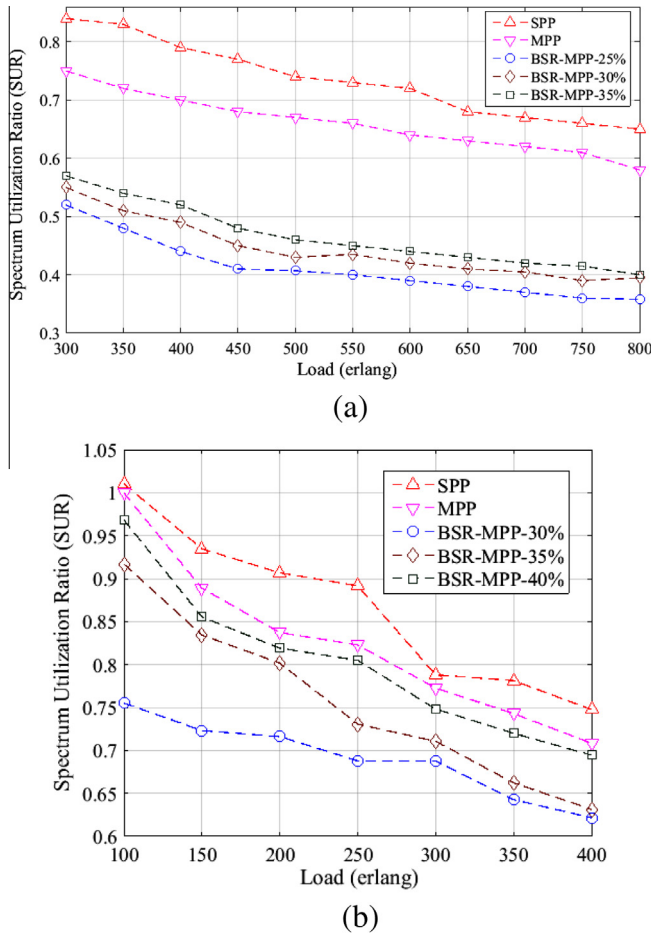 0.8
0.7
0.6
0.5
0.4
0.3
Spectrum Utilization Ratio (SUR)
SPP
MPP
BSR-MPP-25%
BSR-MPP-30%
BSR-MPP-35%
300 350 400 450 500 550 600 650 700 750 800
Load (erlang)
(a)
1.05
1
0.95
0.9
0.85
0.8
0.75
0.7
0.65
0.6
Spectrum Utilization Ratio (SUR)
SPP
MPP
BSR-MPP-30%
BSR-MPP-35%
BSR-MPP-40%
100 150 200 250 300 350 400
Load (erlang)
(b)